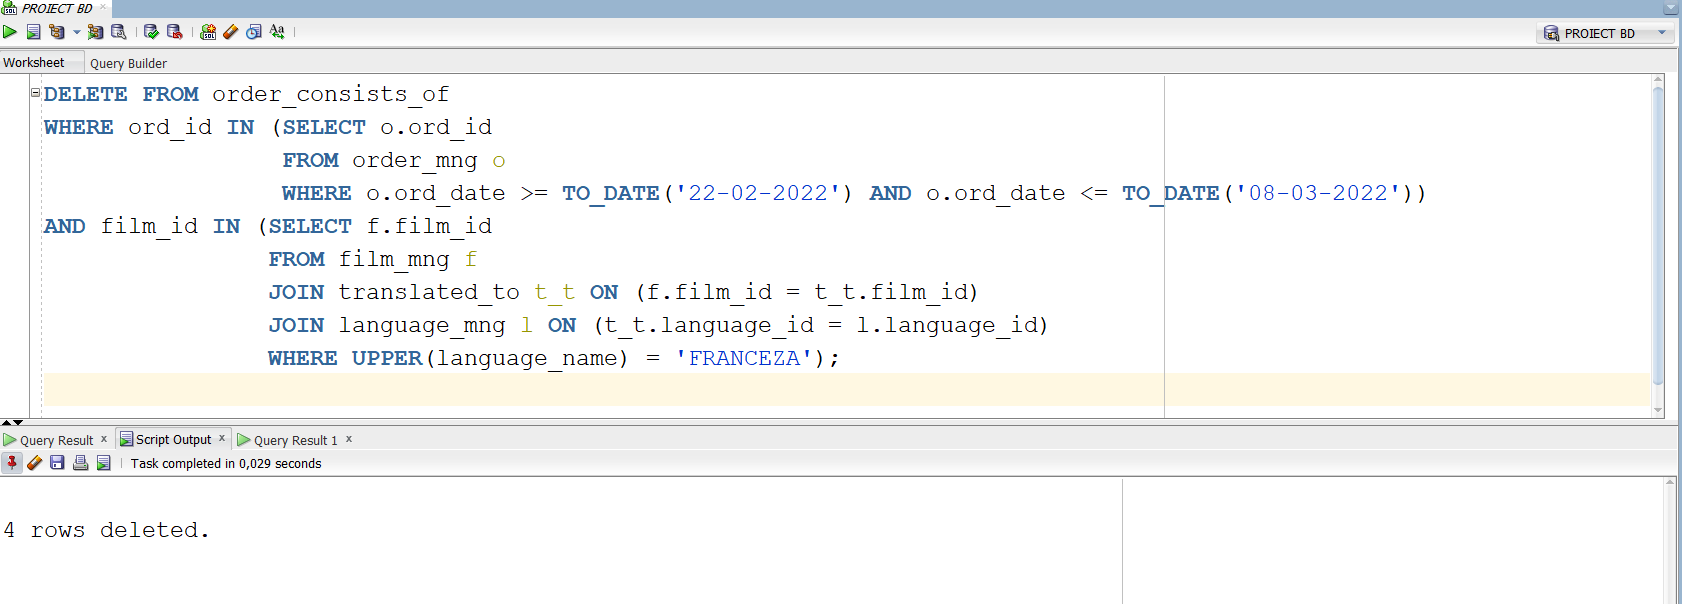 PROIECT BD
PROIECT BD
Worksheet Query Builder
DELETE FROM order_consists_of
WHERE ord_id IN (SELECT o.ord_id
FROM order_mng o
WHERE o.ord_date >= TO_DATE('22-02-2022') AND o.ord_date <= TO_DATE('08-03-2022'))
AND film_id IN (SELECT f.film_id
FROM film_mng f
JOIN translated_to t_t ON (f.film_id = t_t.film_id)
JOIN language_mng l ON (t_t.language_id = l.language_id)
WHERE UPPER(language_name) = 'FRANCEZA');
Query Result x Script Output x Query Result 1 x
Task completed in 0,029 seconds
4 rows deleted.